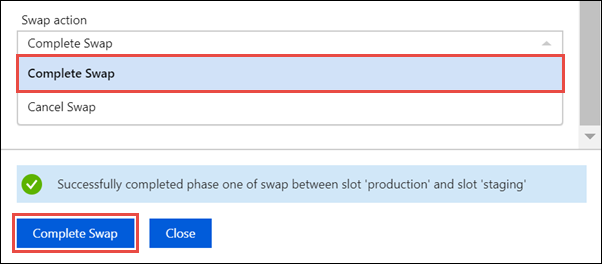 Swap action
Complete Swap
Complete Swap
Cancel Swap
Successfully completed phase one of swap between slot 'production' and slot 'staging'
Complete Swap Close